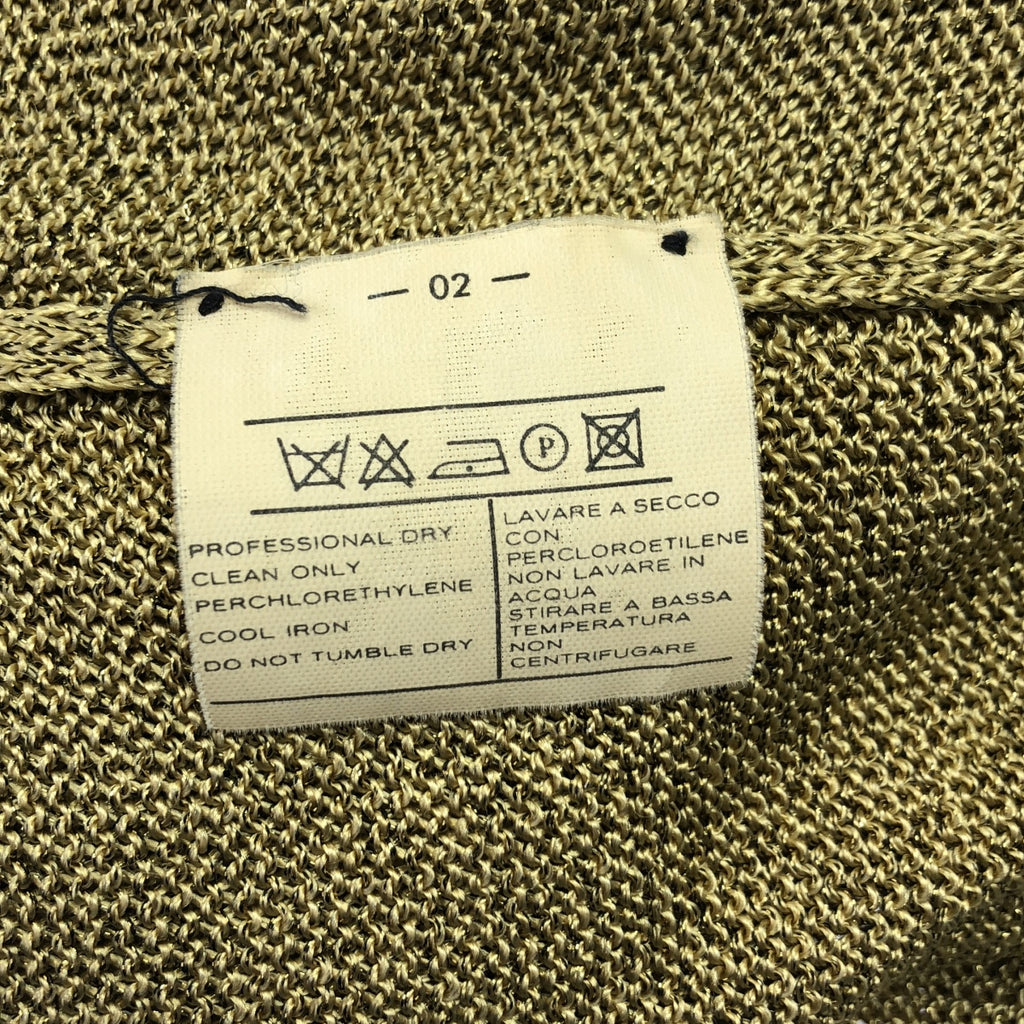 — 02 —
P
PROFESSIONAL DRY
CLEAN ONLY
PERCHLORETHYLENE
COOL IRON
DO NOT TUMBLE DRY
LAVARE A SECCO
CON
PERCLOROETILENE
NON LAVARE IN
ACQUA
STIRARE A BASSA
TEMPERATURA
NON
CENTRIFUGARE